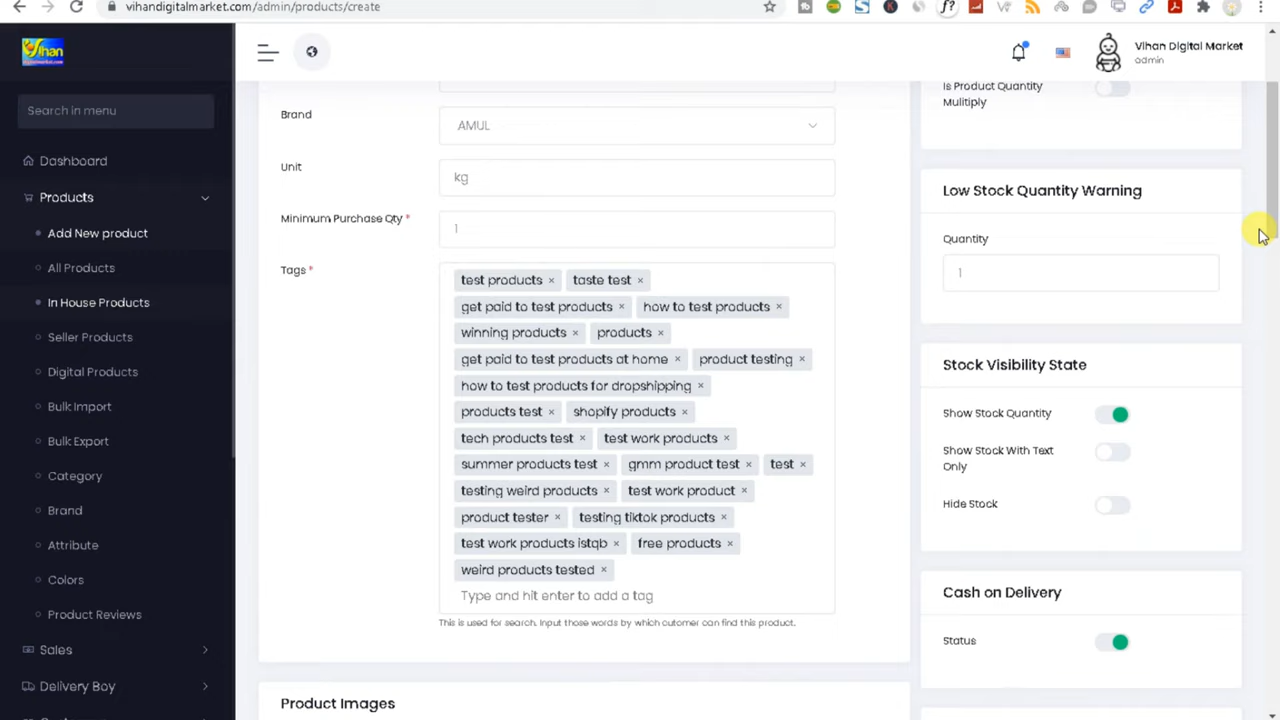 vihandigitalmarket.com/admin/products/create
Vihan
Search in menu
Dashboard
Products
Add New product
All Products
In House Products
Seller Products
Digital Products
Bulk Import
Bulk Export
Category
Brand
Attribute
Colors
Product Reviews
Sales
Delivery Boy
Vihan Digital Market
admin
Brand
AMUL
Unit
kg
Minimum Purchase Qty *
1
Tags *
test products × taste test ×
get paid to test products × how to test products ×
winning products × products ×
get paid to test products at home × product testing ×
how to test products for dropshipping ×
products test × shopify products ×
tech products test × test work products ×
summer products test × gmm product test × test ×
testing weird products × test work product ×
product tester × testing tiktok products ×
test work products istqb × free products ×
weird products tested ×
Type and hit enter to add a tag
This is used for search. Input those words by which cutomer can find this product.
Product Images
Is Product Quantity
Mulitiply
Low Stock Quantity Warning
Quantity
1
Stock Visibility State
Show Stock Quantity
Show Stock With Text
Only
Hide Stock
Cash on Delivery
Status